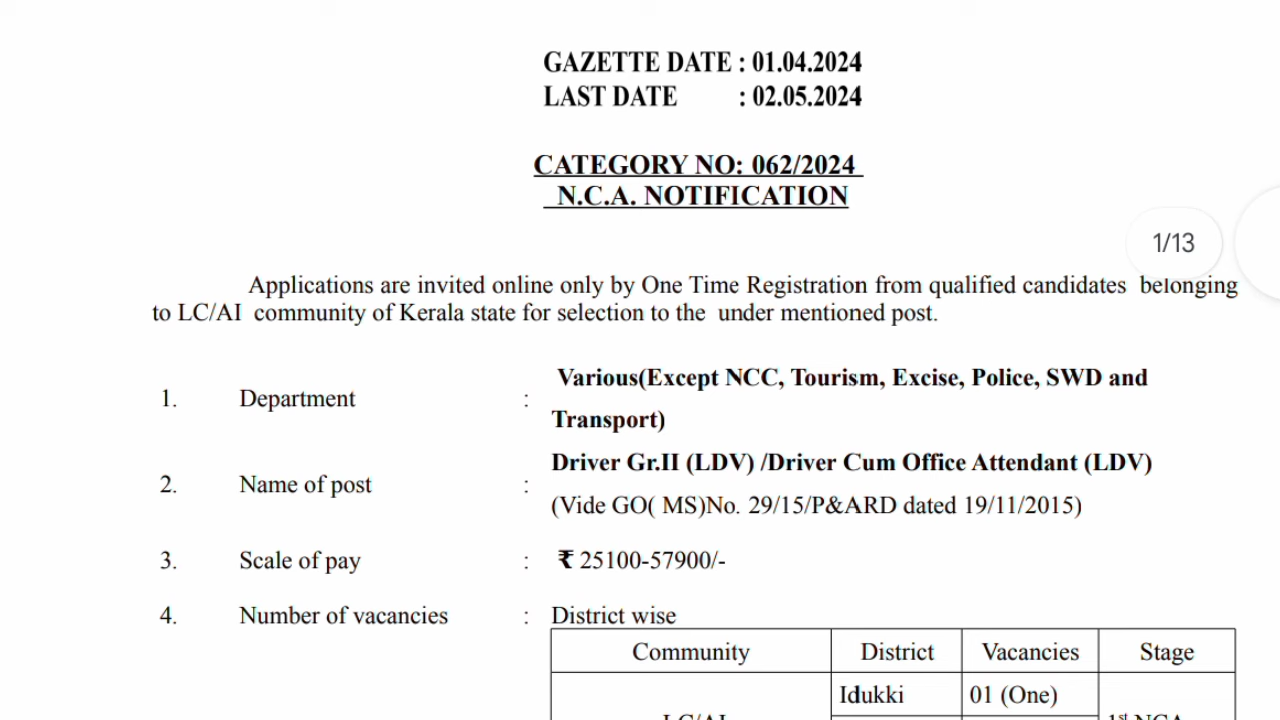 GAZETTE DATE : 01.04.2024
LAST DATE : 02.05.2024
CATEGORY NO: 062/2024
N.C.A. NOTIFICATION
1/13
Applications are invited online only by One Time Registration from qualified candidates belonging
to LC/AI community of Kerala state for selection to the under mentioned post.
1. Department : Various(Except NCC, Tourism, Excise, Police, SWD and
Transport)
2. Name of post : Driver Gr.II (LDV) /Driver Cum Office Attendant (LDV)
(Vide GO( MS)No. 29/15/P&ARD dated 19/11/2015)
3. Scale of pay : ₹ 25100-57900/-
4. Number of vacancies : District wise
Community District Vacancies Stage
Idukki 01 (One)
LC/AI 1st NCA